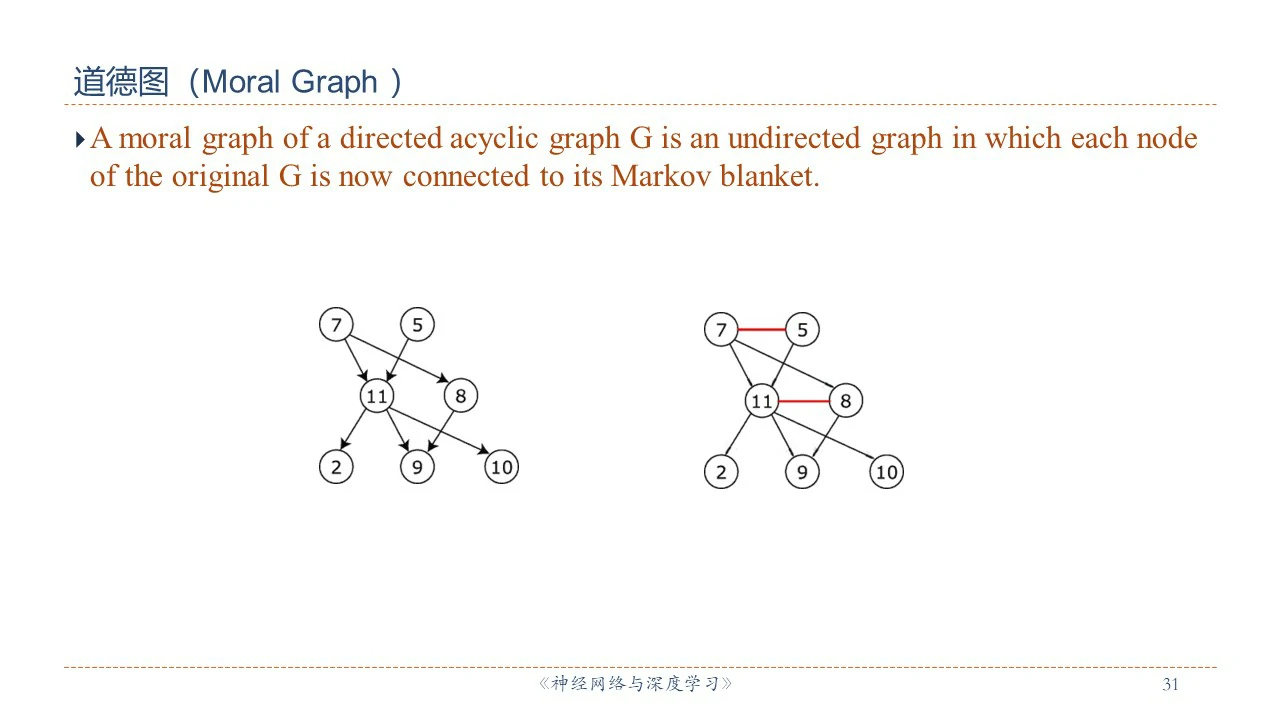 道德图（Moral Graph ）
A moral graph of a directed acyclic graph G is an undirected graph in which each node
of the original G is now connected to its Markov blanket.
7 5
11 8
2 9 10
7 5
11 8
2 9 10
《神经网络与深度学习》 31